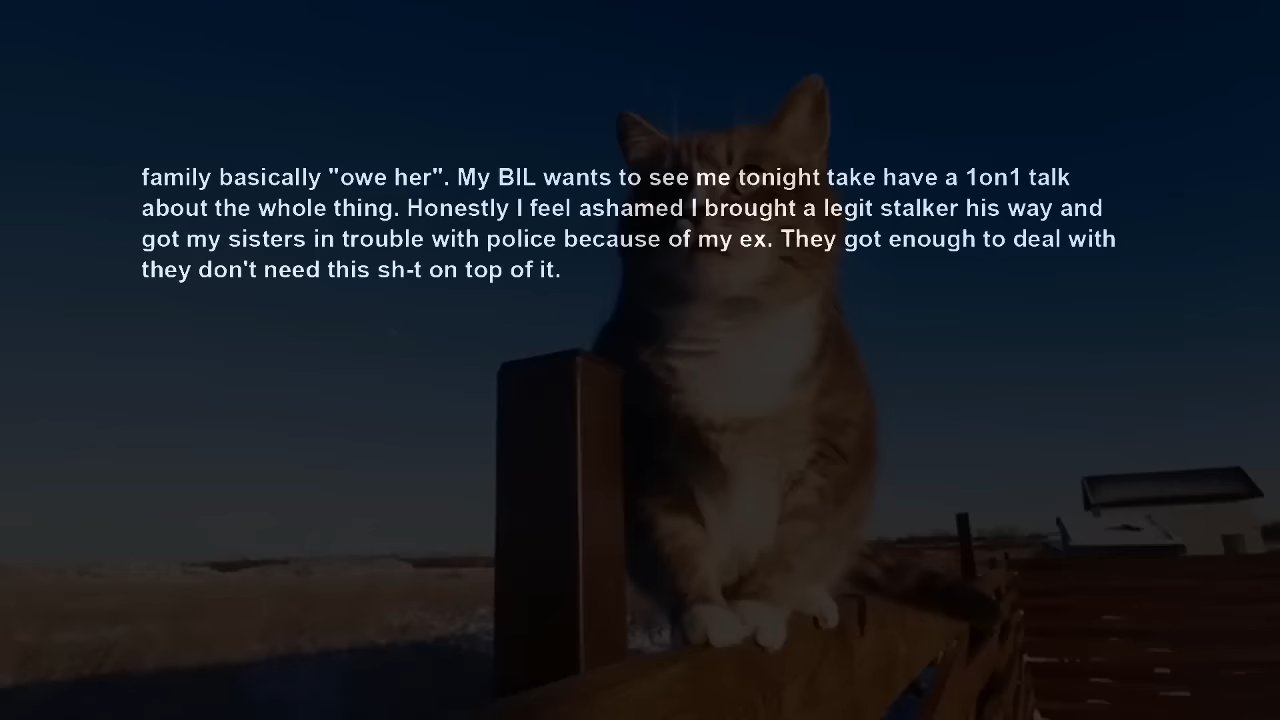 family basically "owe her". My BIL wants to see me tonight take have a 1on1 talk
about the whole thing. Honestly I feel ashamed I brought a legit stalker his way and
got my sisters in trouble with police because of my ex. They got enough to deal with
they don't need this sh-t on top of it.